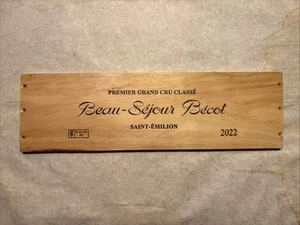 PREMIER GRAND CRU CLASSÉ
Beau-Séjour Bécot
SAINT-ÉMILION
2022